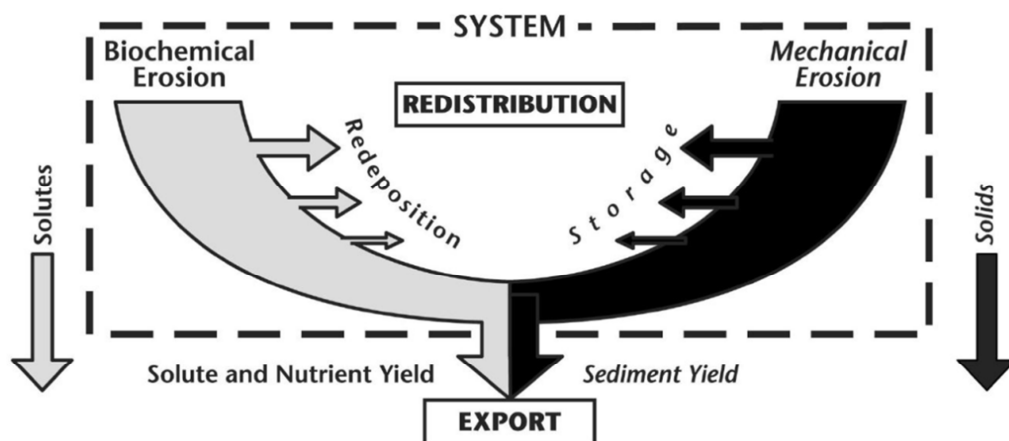 SYSTEM
Biochemical
Erosion
Mechanical
Erosion
REDISTRIBUTION
Redeposition
Storage
Solutes
Solids
Solute and Nutrient Yield
Sediment Yield
EXPORT